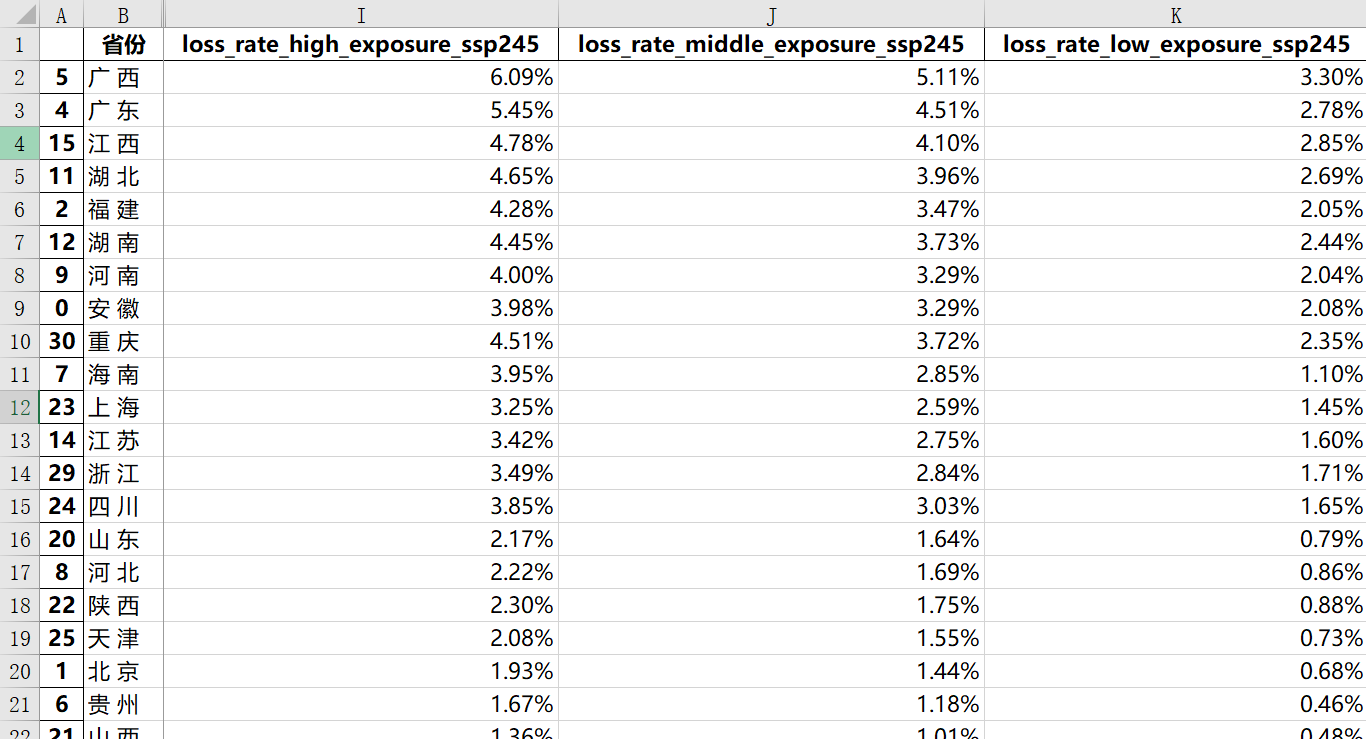 A B I J K
1 省份 loss_rate_high_exposure_ssp245 loss_rate_middle_exposure_ssp245 loss_rate_low_exposure_ssp245
2 5 广西 6.09% 5.11% 3.30%
3 4 广东 5.45% 4.51% 2.78%
4 15 江西 4.78% 4.10% 2.85%
5 11 湖北 4.65% 3.96% 2.69%
6 2 福建 4.28% 3.47% 2.05%
7 12 湖南 4.45% 3.73% 2.44%
8 9 河南 4.00% 3.29% 2.04%
9 0 安徽 3.98% 3.29% 2.08%
10 30 重庆 4.51% 3.72% 2.35%
11 7 海南 3.95% 2.85% 1.10%
12 23 上海 3.25% 2.59% 1.45%
13 14 江苏 3.42% 2.75% 1.60%
14 29 浙江 3.49% 2.84% 1.71%
15 24 四川 3.85% 3.03% 1.65%
16 20 山东 2.17% 1.64% 0.79%
17 8 河北 2.22% 1.69% 0.86%
18 22 陕西 2.30% 1.75% 0.88%
19 25 天津 2.08% 1.55% 0.73%
20 1 北京 1.93% 1.44% 0.68%
21 6 贵州 1.67% 1.18% 0.46%
22 21 山西 1.36% 1.01% 0.48%